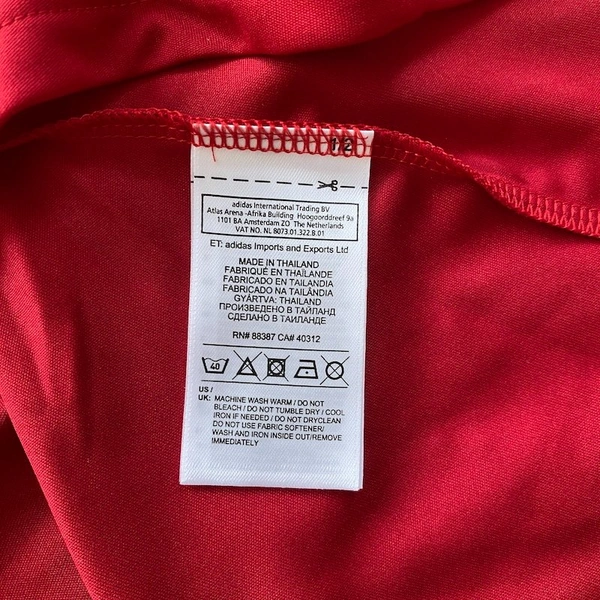 1/2
adidas International Trading BV
Atlas Arena -Afrika Building Hoogoorddreef 9a
1101 BA Amsterdam ZO The Netherlands
VAT NO. NL 8073.01.322.B.01
ET: adidas Imports and Exports Ltd
MADE IN THAILAND
FABRIQUÉ EN THAÏLANDE
FABRICADO EN TAILANDIA
FABRICADO NA TAILÂNDIA
GYÁRTVA: THAILAND
ПРОИЗВЕДЕНО В ТАЙЛАНД
СДЕЛАНО В ТАИЛАНДЕ
RN# 88387 CA# 40312
40
US /
UK: MACHINE WASH WARM / DO NOT
BLEACH / DO NOT TUMBLE DRY / COOL
IRON IF NEEDED / DO NOT DRYCLEAN
DO NOT USE FABRIC SOFTENER/
WASH AND IRON INSIDE OUT/REMOVE
IMMEDIATELY